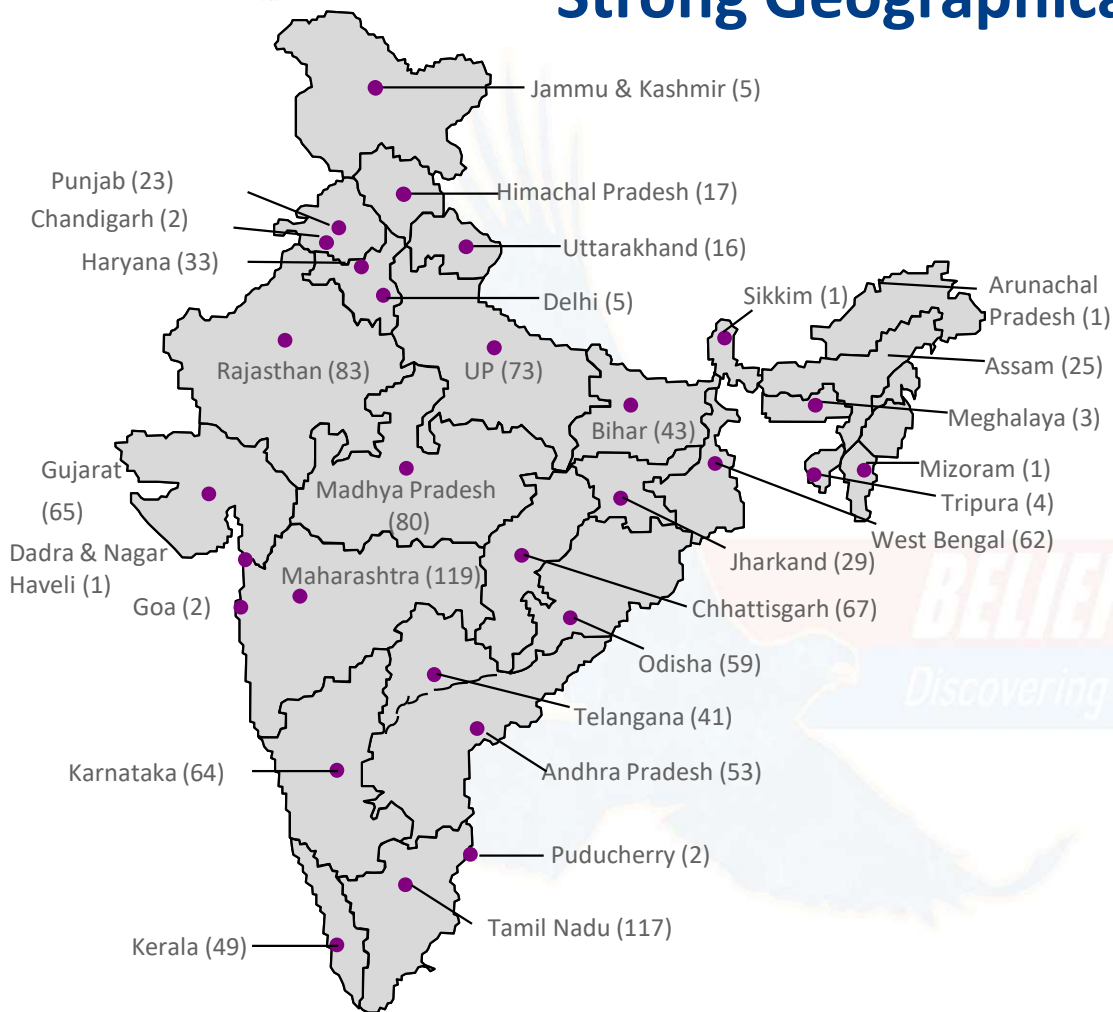 Strong Geographica
Jammu & Kashmir (5)
Punjab (23)
Himachal Pradesh (17)
Chandigarh (2)
Uttarakhand (16)
Haryana (33)
Delhi (5)
Sikkim (1)
Arunachal
Pradesh (1)
Assam (25)
Rajasthan (83)
UP (73)
Meghalaya (3)
Bihar (43)
Gujarat
(65)
Mizoram (1)
Madhya Pradesh
(80)
Tripura (4)
West Bengal (62)
Dadra & Nagar
Haveli (1)
Jharkand (29)
Maharashtra (119)
Goa (2)
Chhattisgarh (67)
BELIE
Odisha (59)
Discovering
Telangana (41)
Karnataka (64)
Andhra Pradesh (53)
Puducherry (2)
Tamil Nadu (117)
Kerala (49)